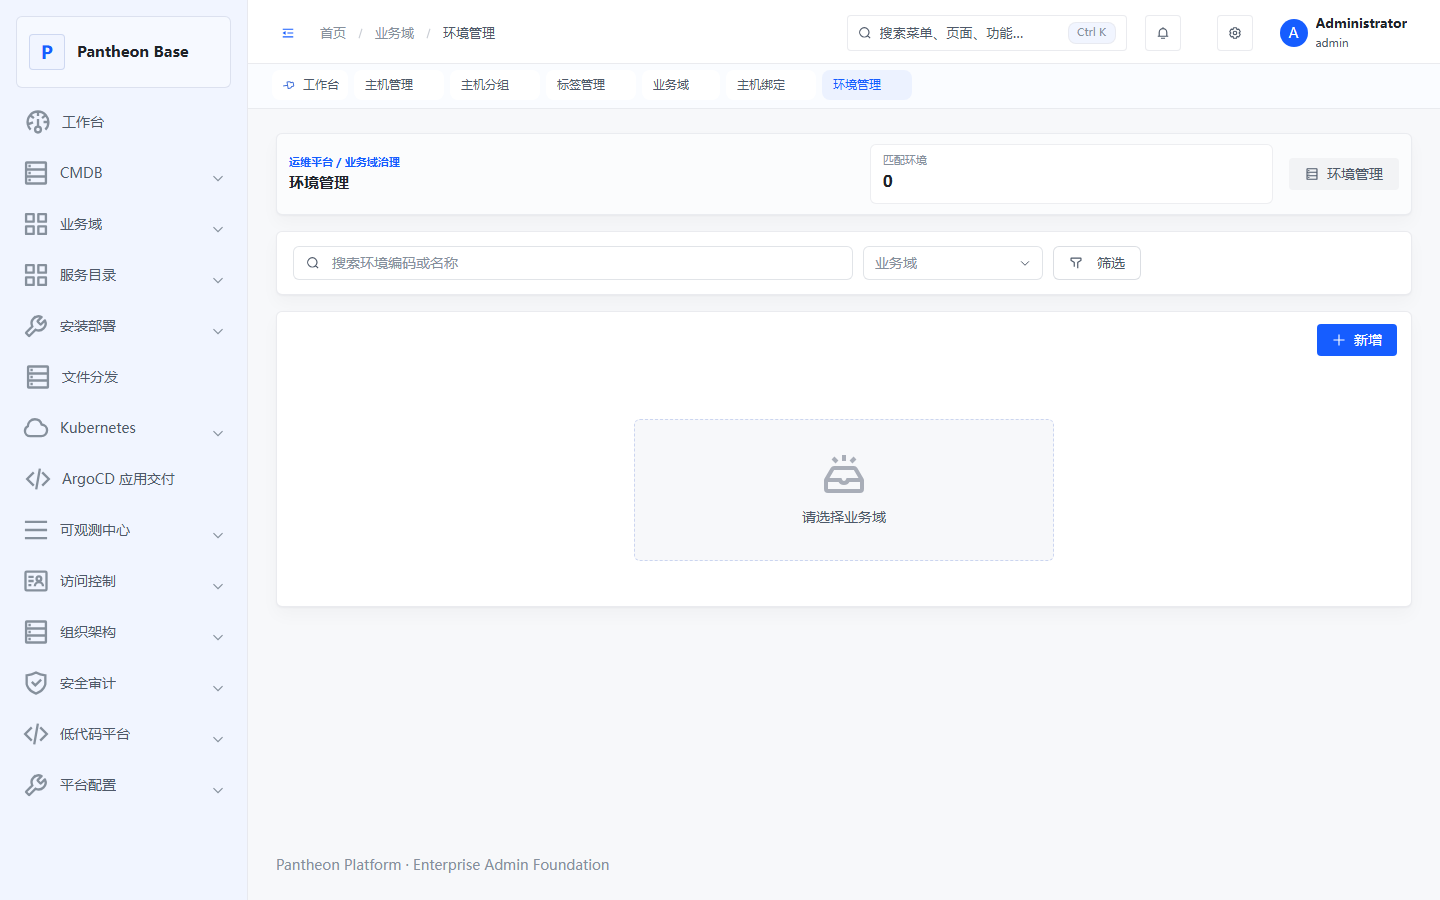 Pantheon Base
P
工作台
CMDB
业务域
服务目录
安装部署
文件分发
Kubernetes
ArgoCD 应用交付
可观测中心
访问控制
组织架构
安全审计
低代码平台
平台配置
首页 / 业务域 / 环境管理
搜索菜单、页面、功能... Ctrl K
A
Administrator
admin
工作台 主机管理 主机分组 标签管理 业务域 主机绑定 环境管理
运维平台 / 业务域治理
环境管理
匹配环境
0
环境管理
搜索环境编码或名称 业务域 筛选
新增
请选择业务域
Pantheon Platform · Enterprise Admin Foundation